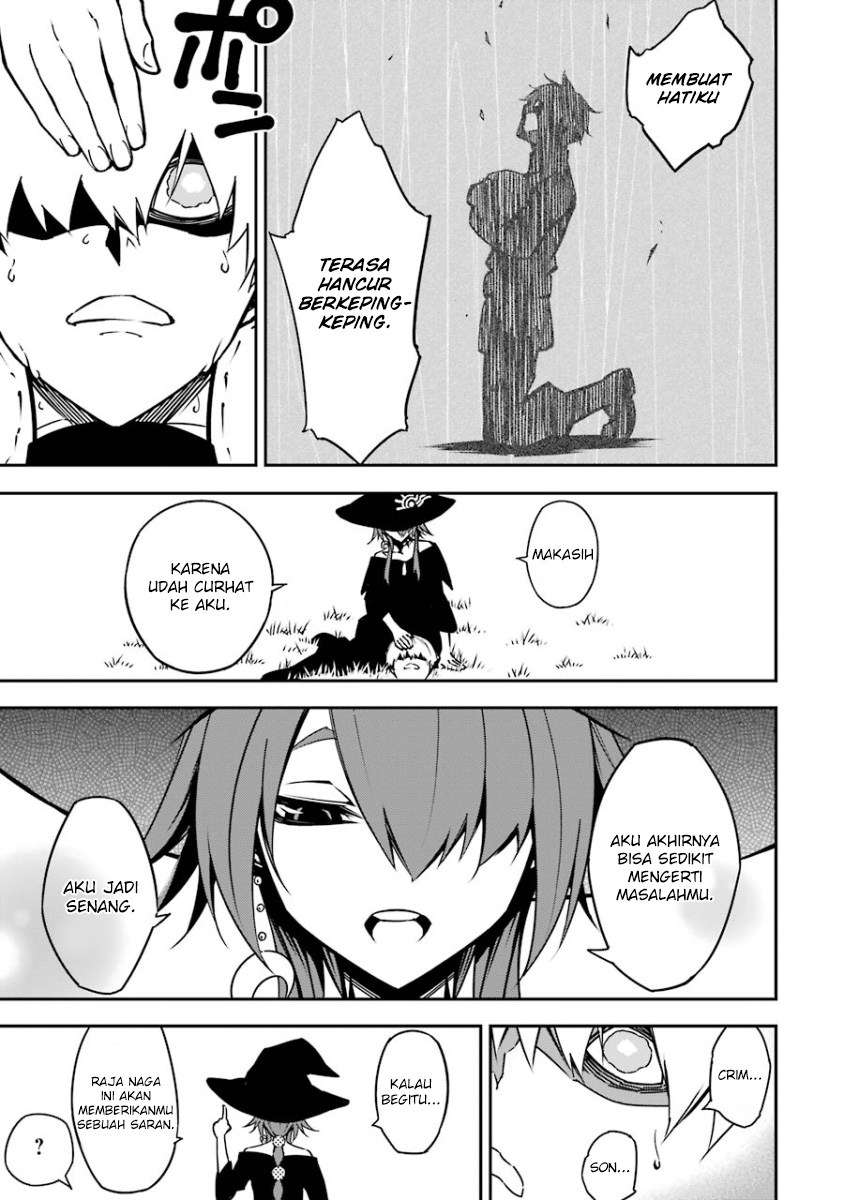 MEMBUAT
HATIKU
TERASA
HANCUR
BERKEPING-
KEPING.
ポン
MAKASIH
KARENA
UDAH CURHAT
KE AKU.
AKU AKHIRNYA
BISA SEDIKIT
MENGERTI
MASALAHMU.
AKU JADI
SENANG.
CRIM...
SON...
KALAU
BEGITU...
RAJA NAGA
INI AKAN
MEMBERIKANMU
SEBUAH SARAN.
?